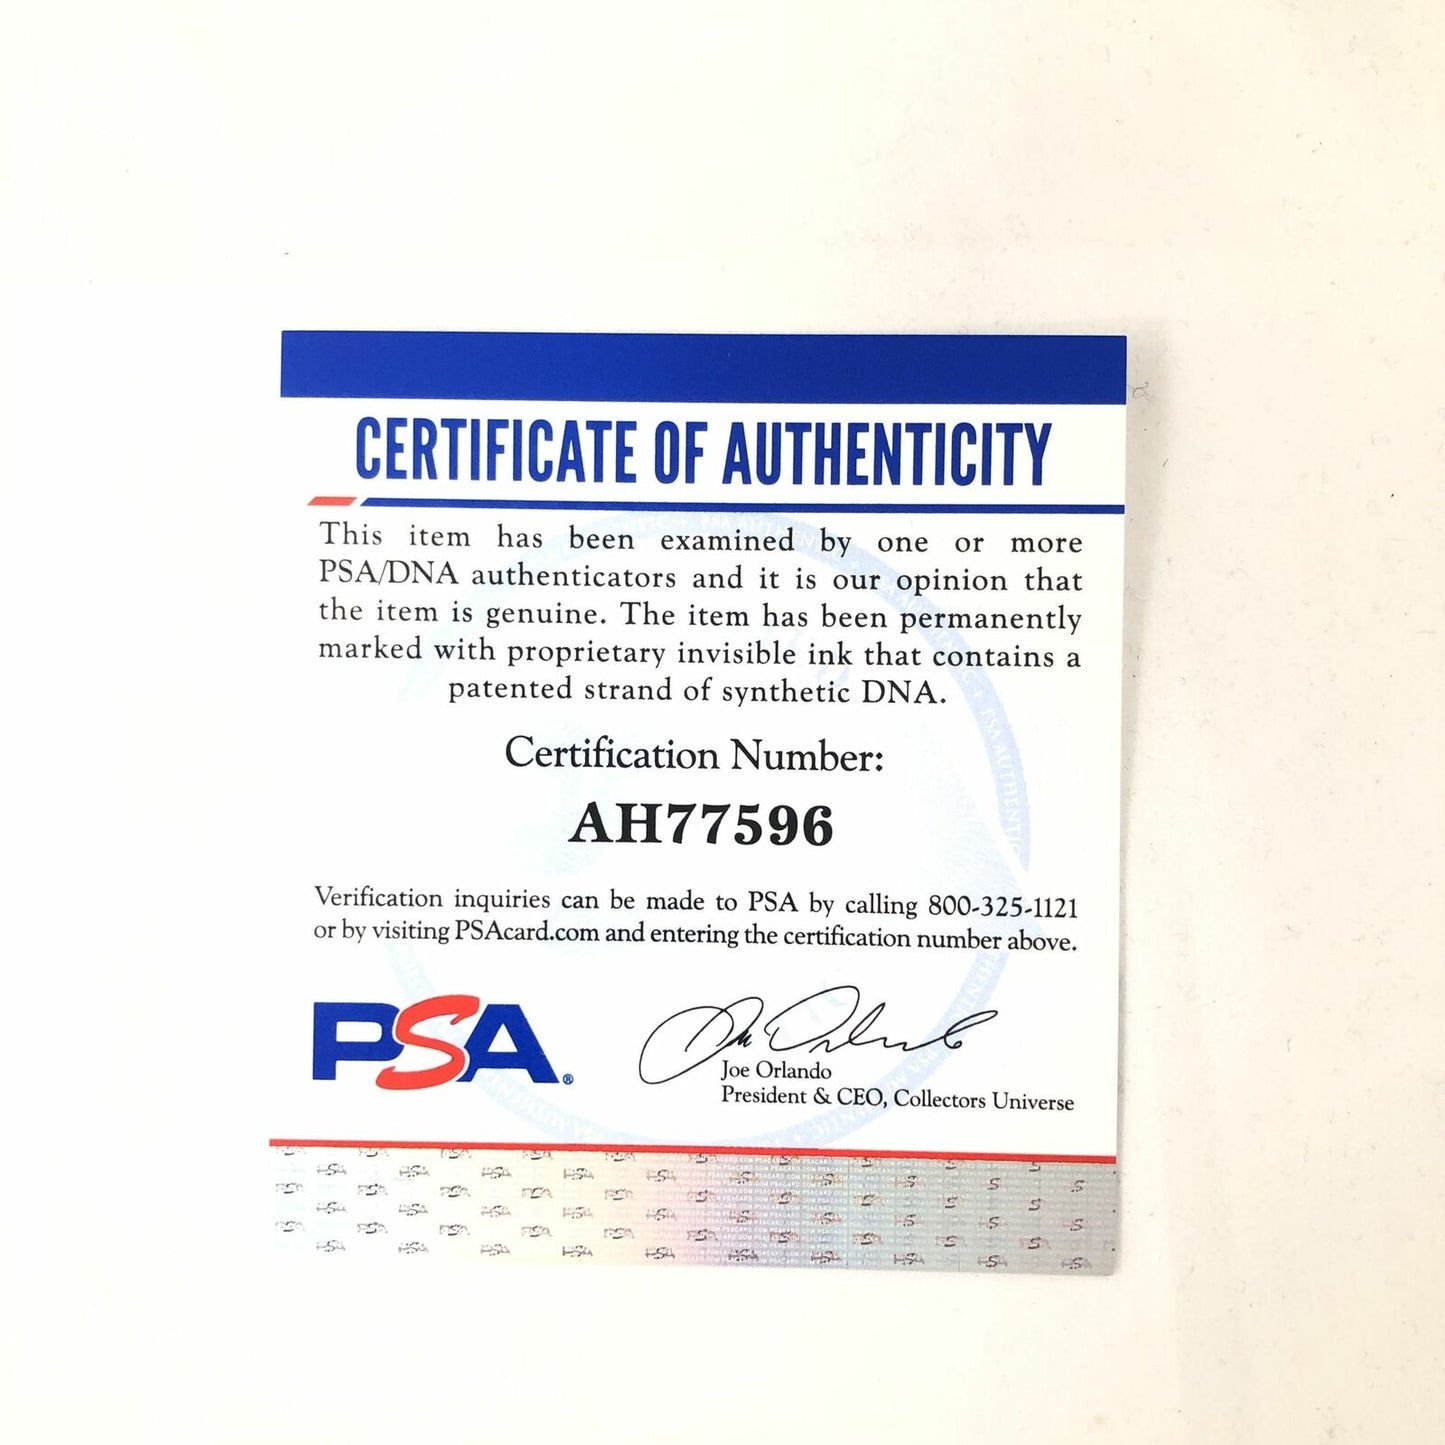 CERTIFICATE OF AUTHENTICITY
This item has been examined by one or more
PSA/DNA authenticators and it is our opinion that
the item is genuine. The item has been permanently
marked with proprietary invisible ink that contains a
patented strand of synthetic DNA.
Certification Number:
AH77596
Verification inquiries can be made to PSA by calling 800-325-1121
or by visiting PSAcard.com and entering the certification number above.
PSA®
Joe Orlando
President & CEO, Collectors Universe